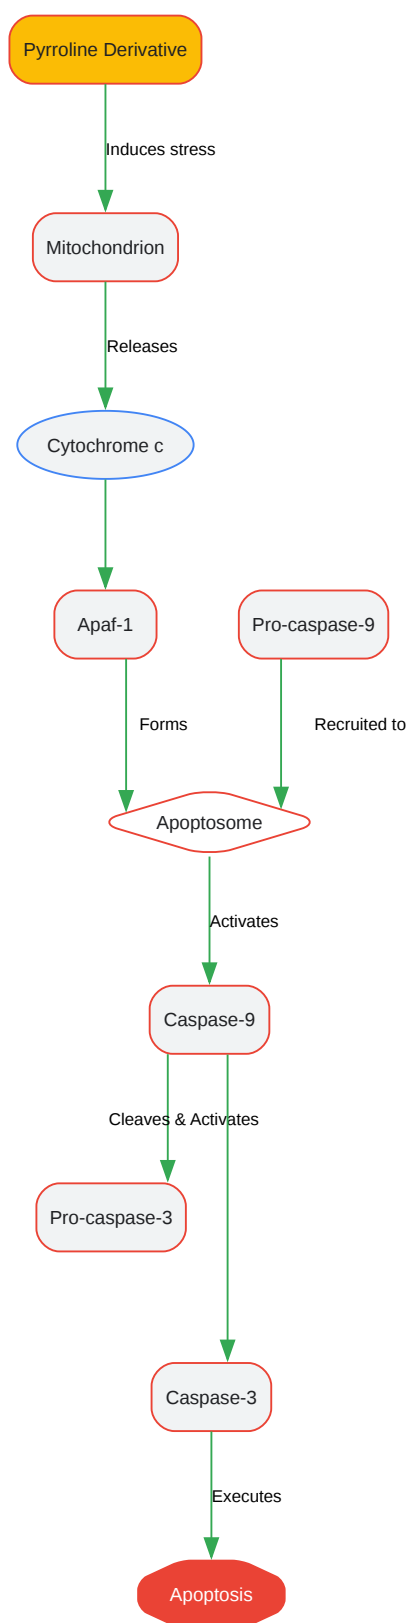 Pyrroline Derivative
Induces stress
Mitochondrion
Releases
Cytochrome c
Apaf-1
Pro-caspase-9
Forms
Recruited to
Apoptosome
Activates
Caspase-9
Cleaves & Activates
Pro-caspase-3
Caspase-3
Executes
Apoptosis